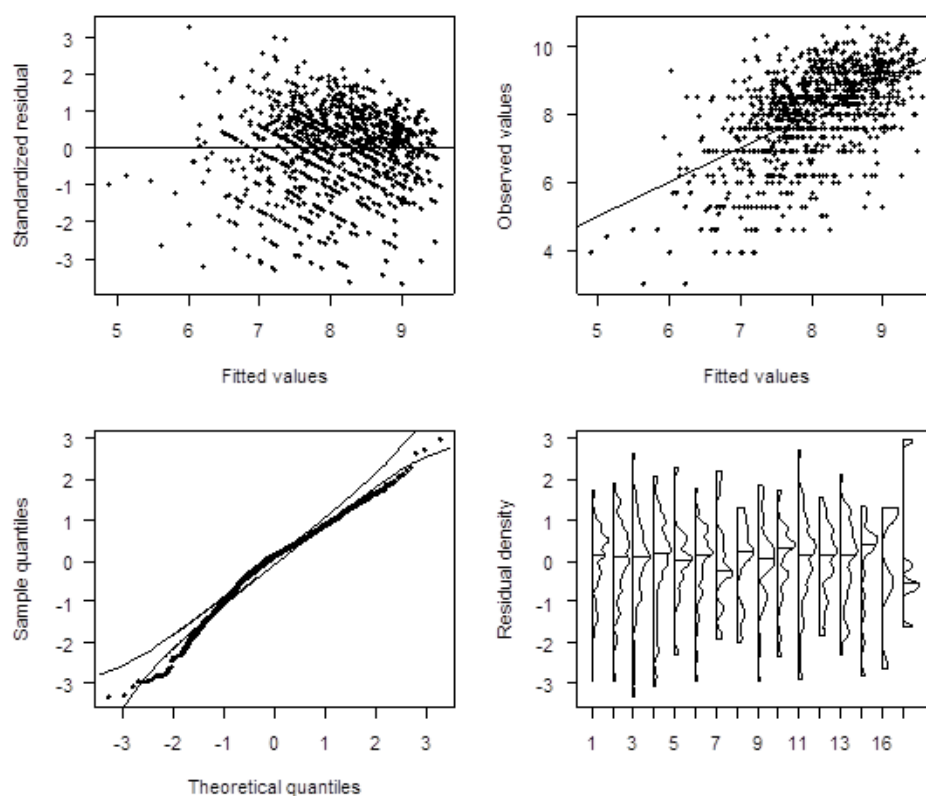 3
2
1
0
-1
-2
-3
Standardized residual
5 6 7 8 9
Fitted values
10
8
6
4
Observed values
5 6 7 8 9
Fitted values
3
2
1
0
-1
-2
-3
Sample quantiles
-3 -2 -1 0 1 2 3
Theoretical quantiles
3
2
1
0
-1
-2
-3
Residual density
1 3 5 7 9 11 13 16